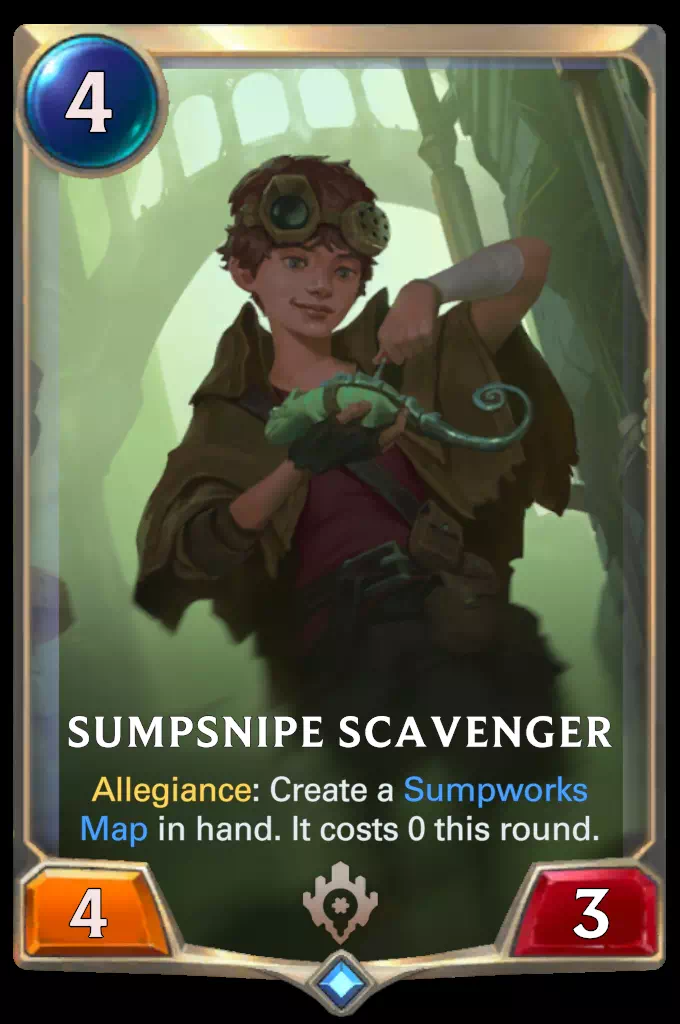 4
SUMPSNIPE SCAVENGER
Allegiance: Create a Sumpworks
Map in hand. It costs 0 this round.
4
3